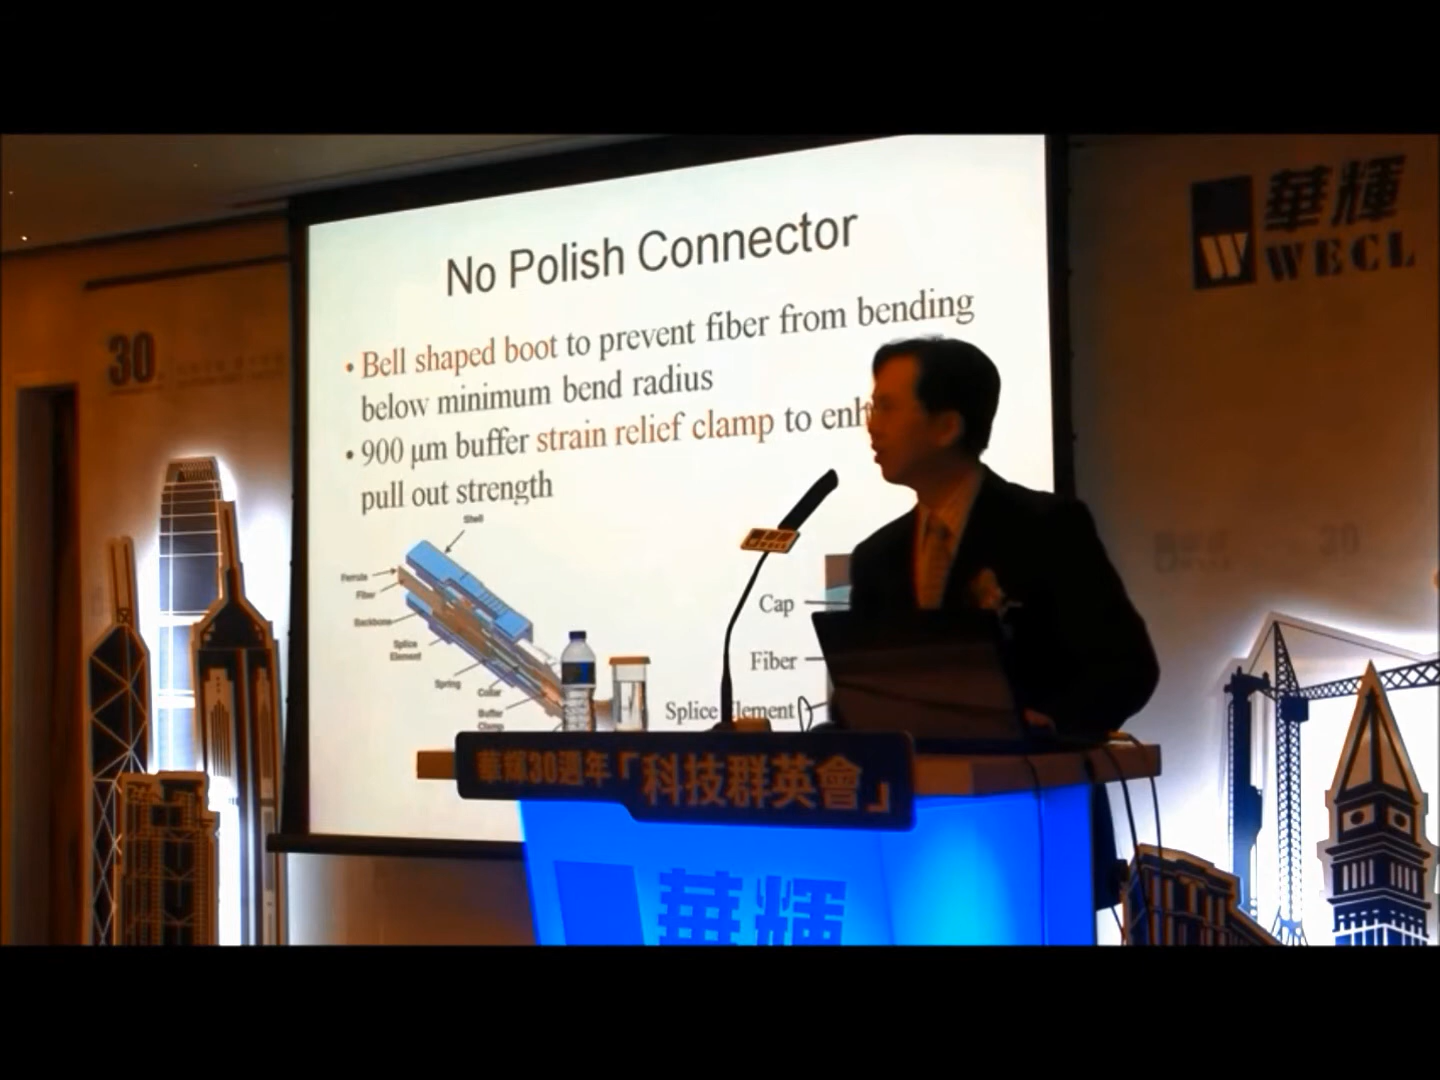 No Polish Connector
• Bell shaped boot to prevent fiber from bending
below minimum bend radius
• 900 μm buffer strain relief clamp to enh
pull out strength
Shell
Ferrule
Fiber
Backbone
Splice
Element
Spring
Collar
Buffer
Clamp
Cap
Fiber
Splice Element
華輝
W WECL
30
30
華輝30週年「科技群英會」
華輝